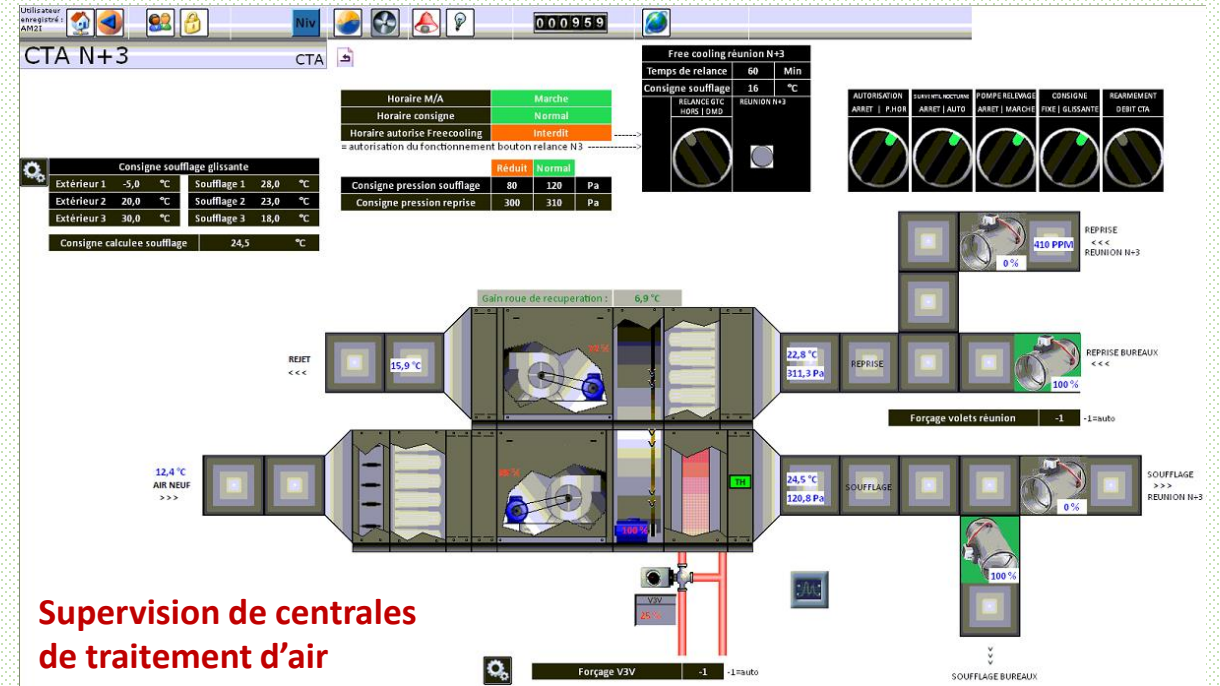 Utilisateur
enregistré :
AM2I
Niv
000959
CTA N+3
CTA
Horaire M/A Marche
Horaire consigne Normal
Horaire autorise Freecooling Interdit ----->
= autorisation du fonctionnement bouton relance N3 ------------->
Réduit Normal
Consigne pression soufflage 80 120 Pa
Consigne pression reprise 300 310 Pa
Free cooling réunion N+3
Temps de relance 60 Min
Consigne soufflage 16 °C
RELANCE GTC REUNION N+3
HORS | DMD
AUTORISATION
ARRET | P.HOR
SURVENTIL NOCTURNE
ARRET | AUTO
POMPE RELEVAGE
ARRET | MARCHE
CONSIGNE
FIXE | GLISSANTE
REARMEMENT
DEBIT CTA
Consigne soufflage glissante
Extérieur 1 -5,0 °C Soufflage 1 28,0 °C
Extérieur 2 20,0 °C Soufflage 2 23,0 °C
Extérieur 3 30,0 °C Soufflage 3 18,0 °C
Consigne calculee soufflage 24,5 °C
410 PPM
0 %
REPRISE
<<<
REUNION N+3
Gain roue de recuperation : 6,9 °C
REJET
<<<
15,9 °C
22,8 °C
311,3 Pa
REPRISE
100 %
REPRISE BUREAUX
<<<
Forçage volets réunion -1 -1=auto
12,4 °C
AIR NEUF
>>>
100 %
TH
24,5 °C
120,8 Pa
SOUFFLAGE
0 %
SOUFFLAGE
>>>
REUNION N+3
100 %
V3V
25 %
Supervision de centrales
de traitement d'air
Forçage V3V -1 -1=auto
SOUFFLAGE BUREAUX